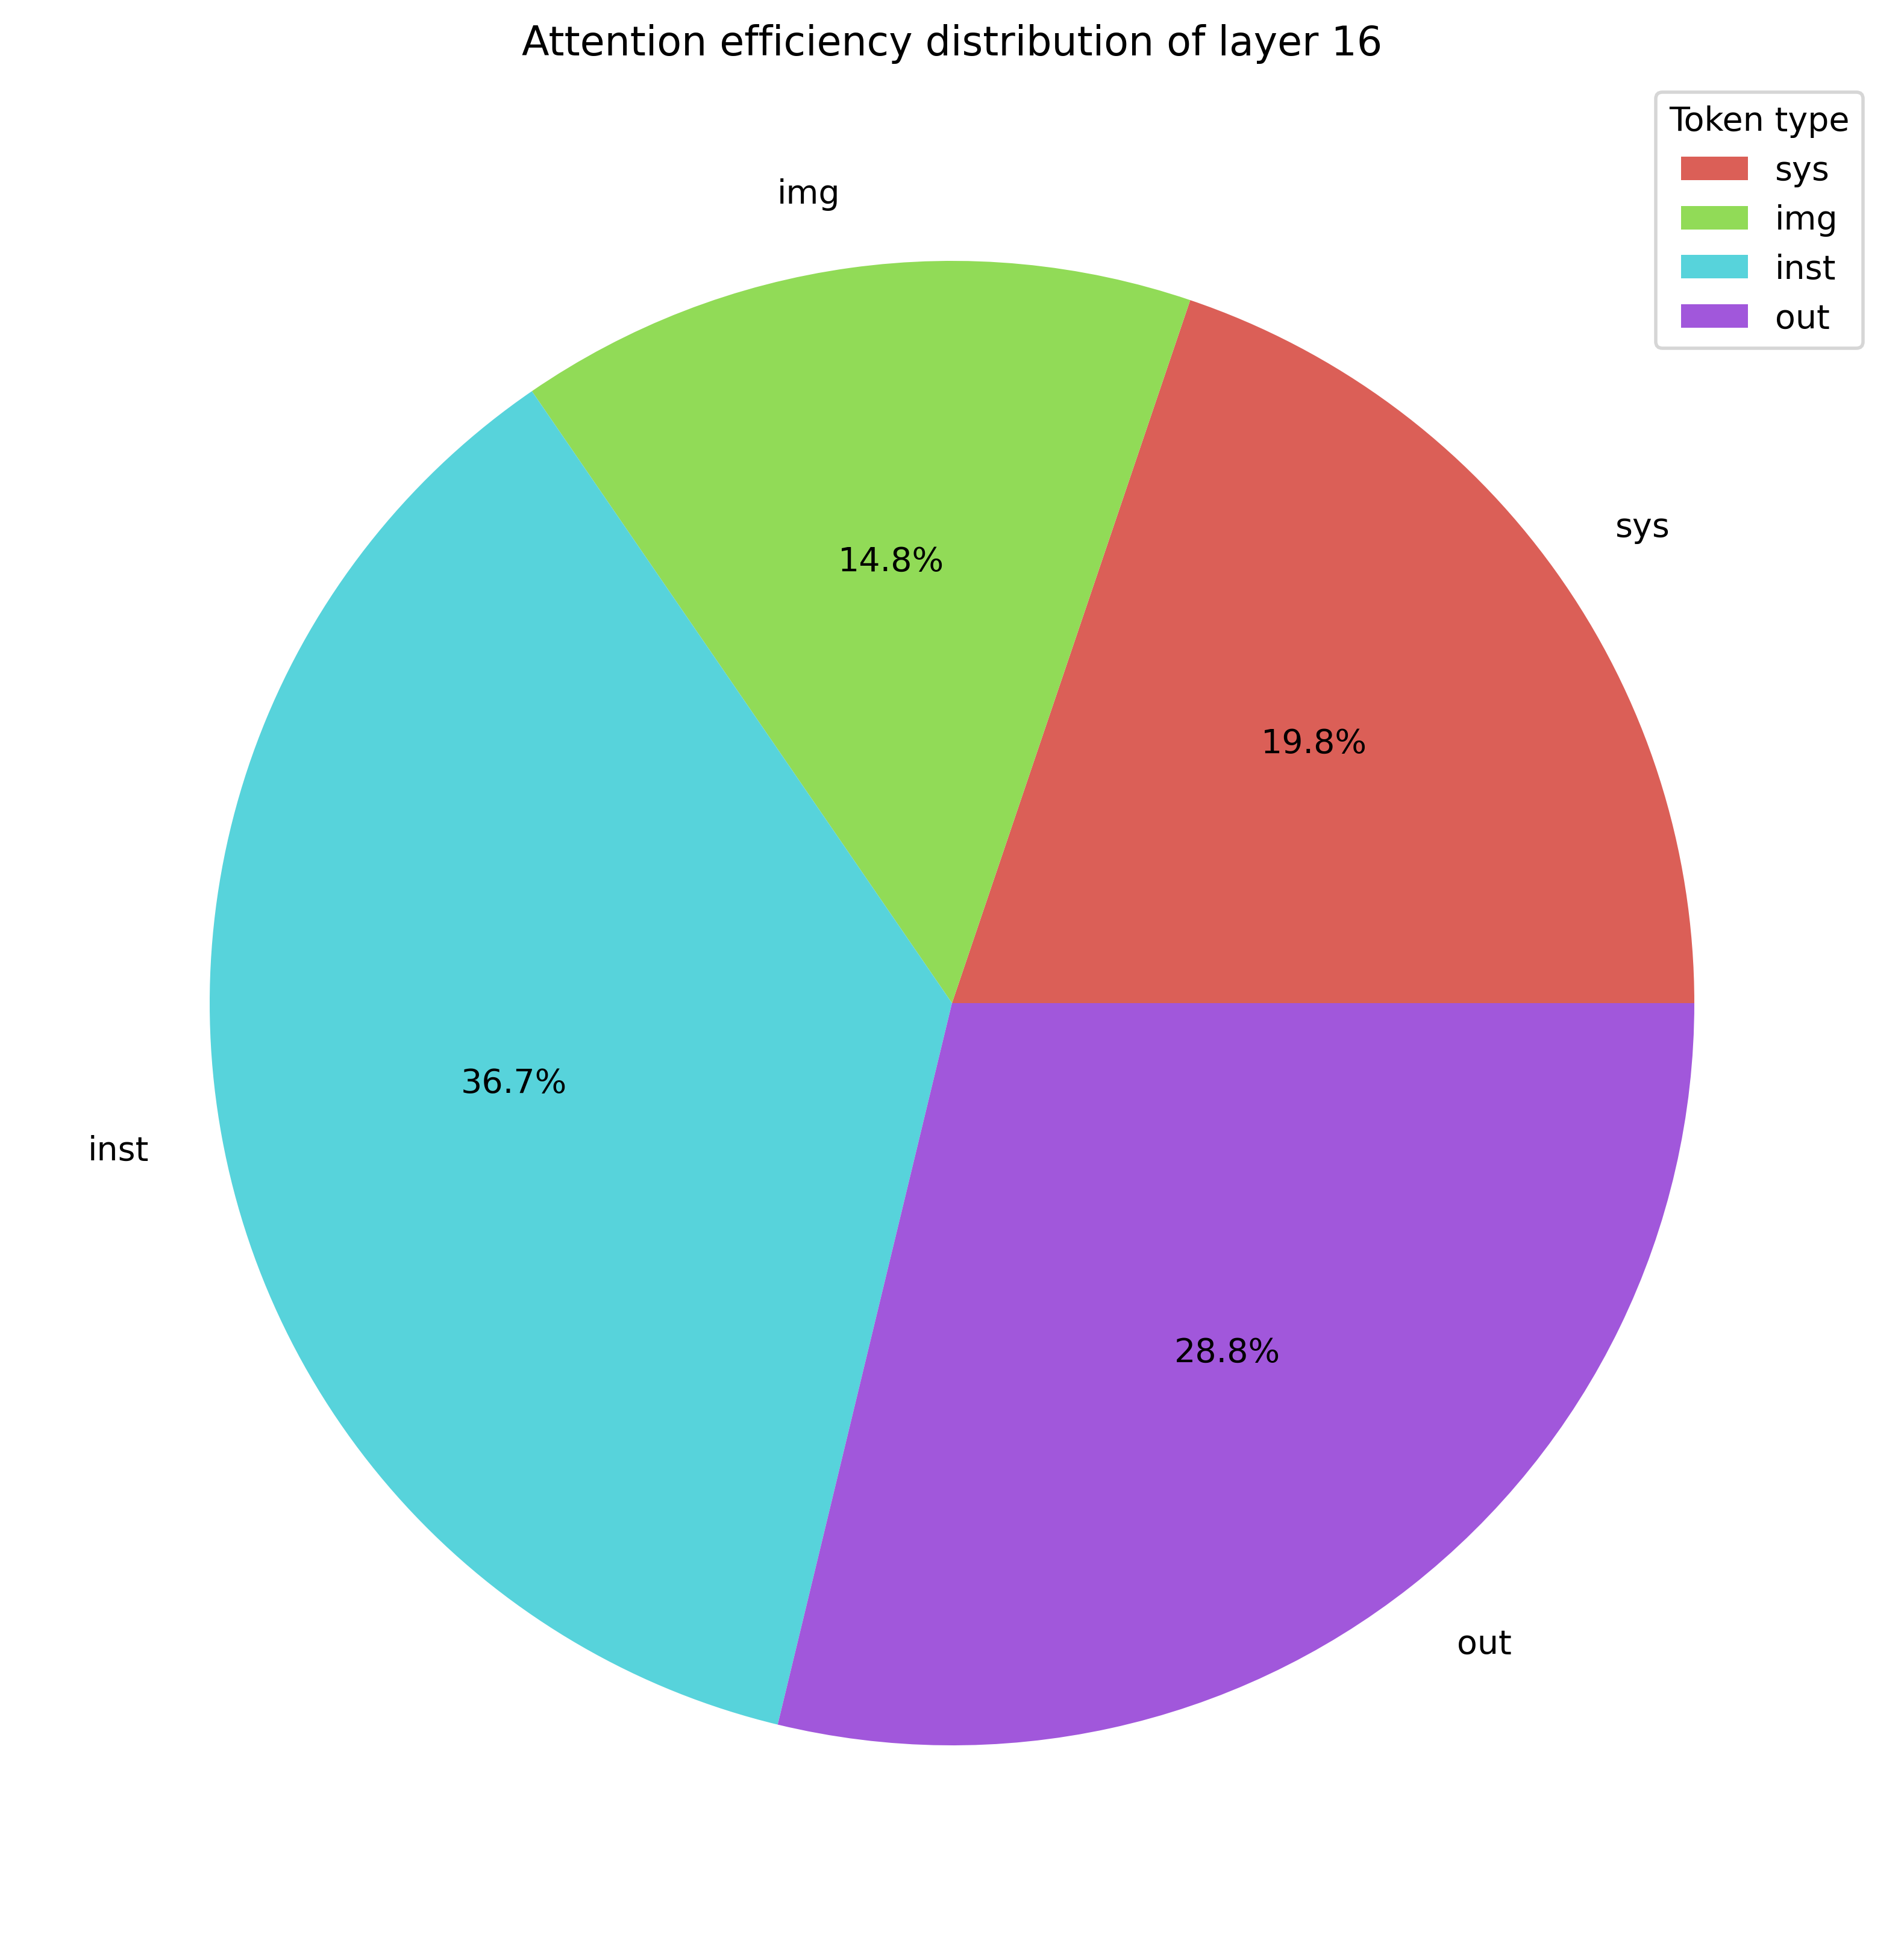 Attention efficiency distribution of layer 16
Token type
sys
img
inst
out
img
sys
14.8%
19.8%
36.7%
inst
28.8%
out